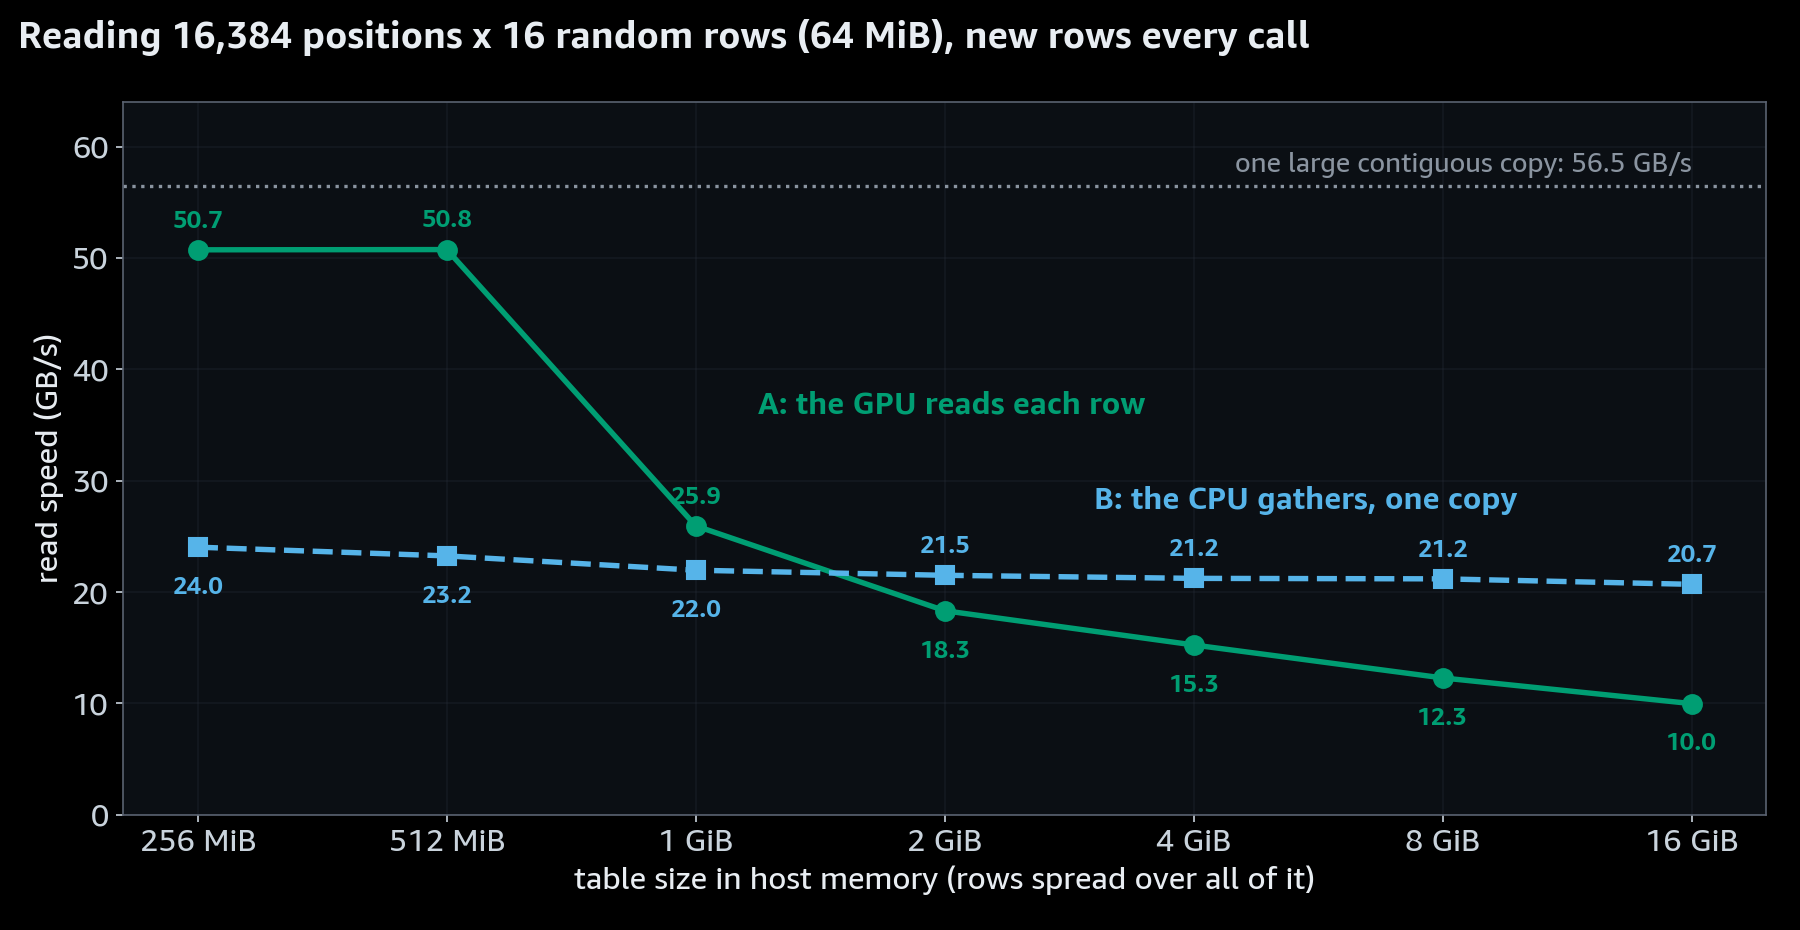 Reading 16,384 positions x 16 random rows (64 MiB), new rows every call
one large contiguous copy: 56.5 GB/s
60
50
40
30
20
10
0
read speed (GB/s)
50.7
50.8
25.9
18.3
15.3
12.3
10.0
A: the GPU reads each row
B: the CPU gathers, one copy
24.0
23.2
22.0
21.5
21.2
21.2
20.7
256 MiB
512 MiB
1 GiB
2 GiB
4 GiB
8 GiB
16 GiB
table size in host memory (rows spread over all of it)